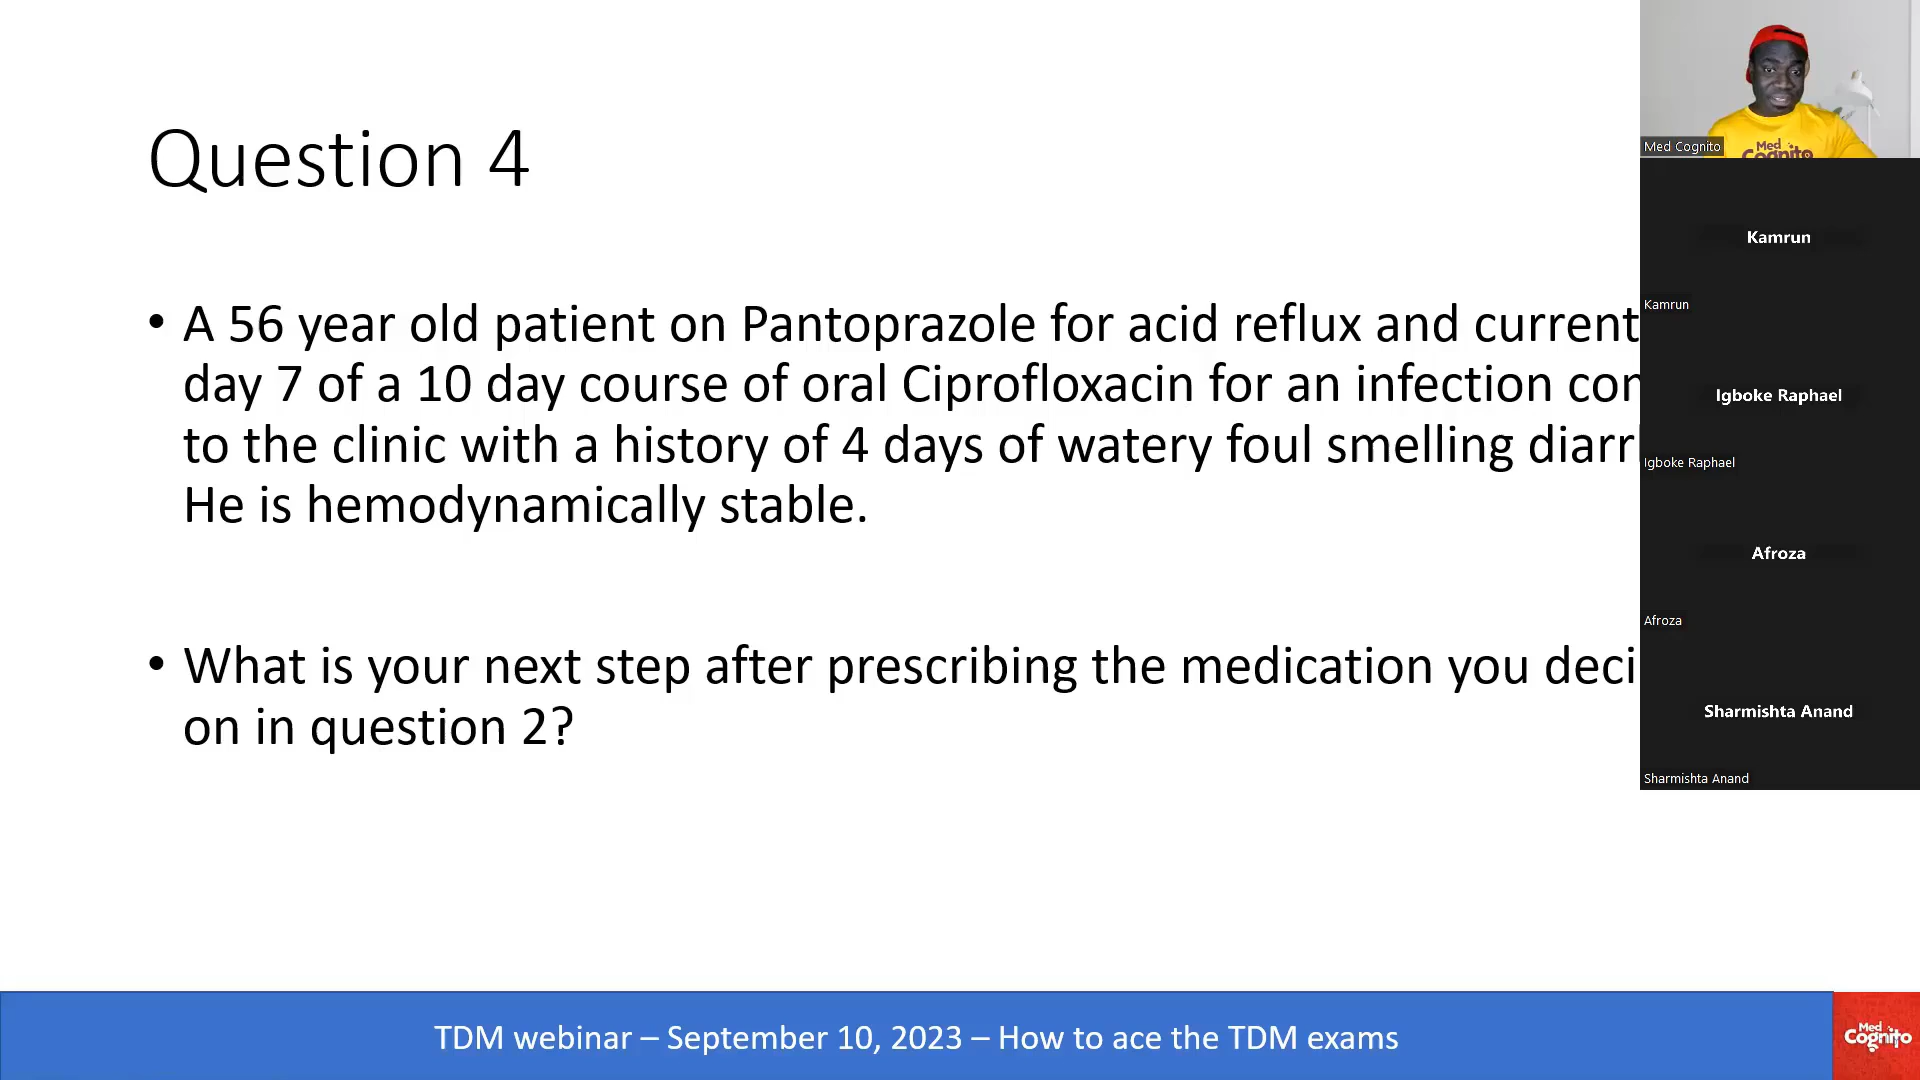 Question 4
• A 56 year old patient on Pantoprazole for acid reflux and current
day 7 of a 10 day course of oral Ciprofloxacin for an infection
to the clinic with a history of 4 days of watery foul smelling
He is hemodynamically stable.
• What is your next step after prescribing the medication you
on in question 2?
TDM webinar – September 10, 2023 – How to ace the TDM exams
Med
Cognito
Med
Cognito
Med Cognito
Kamrun
Kamrun
Igboke Raphael
Igboke Raphael
Afroza
Afroza
Sharmishta Anand
Sharmishta Anand